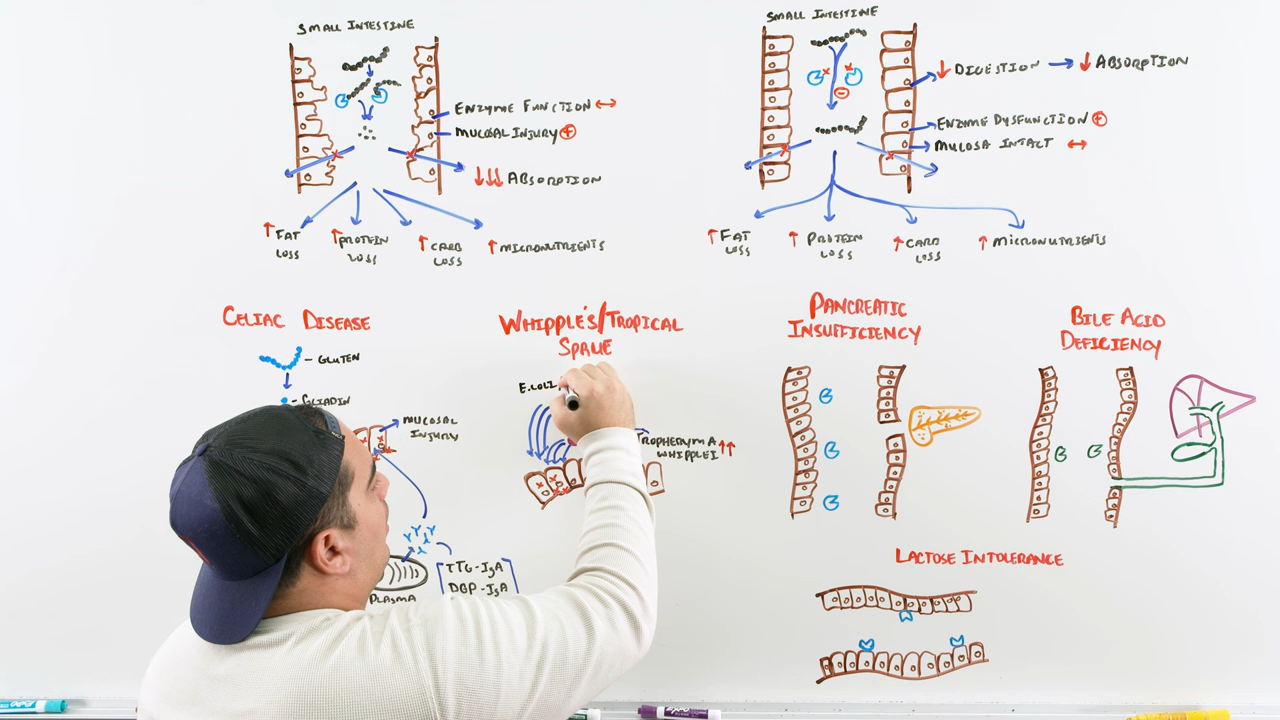 SMALL INTESTINE
ENZYME FUNCTION ↔
MUCOSAL INJURY +
↓↓↓ ABSORPTION
↑ FAT
LOSS
↑ PROTEIN
LOSS
↑ CARB
LOSS
↑ MICRONUTRIENTS
SMALL INTESTINE
↓ DIGESTION → ↓ ABSORPTION
ENZYME DYSFUNCTION +
MUCOSA INTACT ↔
↑ FAT
LOSS
↑ PROTEIN
LOSS
↑ CARB
LOSS
↑ MICRONUTRIENTS
CELIAC DISEASE
- GLUTEN
- GLIADIN
MUCOSAL
INJURY
TTG-IgA
DGP-IgA
PLASMA
WHIPPLE'S/TROPICAL
SPRUE
E.COLI
TROPHERYMA
WHIPPLEI ↑↑
PANCREATIC
INSUFFICIENCY
BILE ACID
DEFICIENCY
LACTOSE INTOLERANCE
EXPO